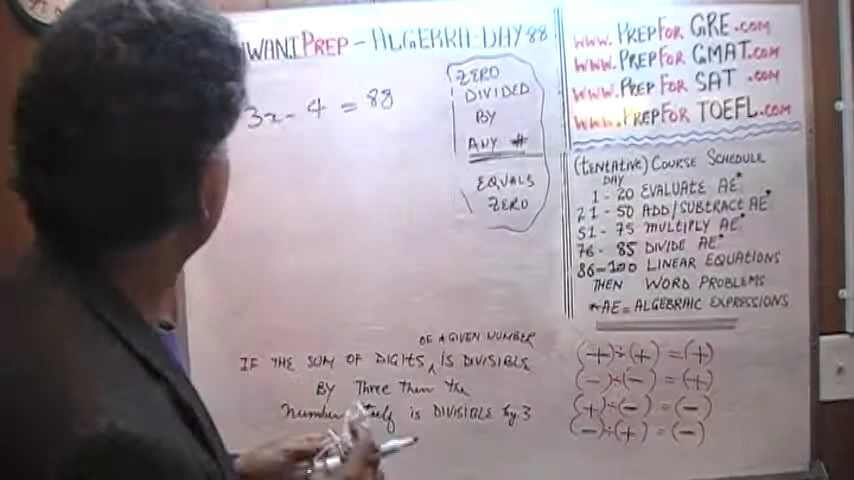 WANI PREP - ALGEBRA - DAY 88
3x - 4 = 88
ZERO
DIVIDED
BY
ANY #
EQUALS
ZERO
www.PREPFOR GRE.com
www.PREPFOR GMAT.com
www.PREPFOR SAT.com
www.PREPFOR TOEFL.com
(TENTATIVE) COURSE SCHEDULE
DAY
1 - 20 EVALUATE AE*
21 - 50 ADD/SUBTRACT AE*
51 - 75 MULTIPLY AE*
76 - 85 DIVIDE AE*
86-100 LINEAR EQUATIONS
THEN WORD PROBLEMS
*AE = ALGEBRAIC EXPRESSIONS
OF A GIVEN NUMBER
IF THE SUM OF DIGITS ^ IS DIVISIBLE
BY Three then the
Number itself is DIVISIBLE by 3
(+)÷(+) = (+)
(-)÷(-) = (+)
(+)÷(-) = (-)
(-)÷(+) = (-)